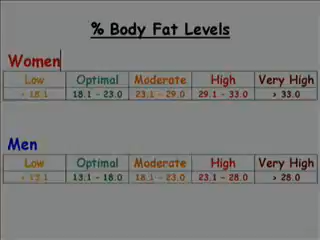 % Body Fat Levels
Women
Low Optimal Moderate High Very High
18.1 - 23.0 23.1 - 29.0 29.1 - 33.0 > 33.0
Men
Low Optimal Moderate High Very High
13.1 - 18.0 18.1 - 23.0 23.1 - 28.0 > 28.0